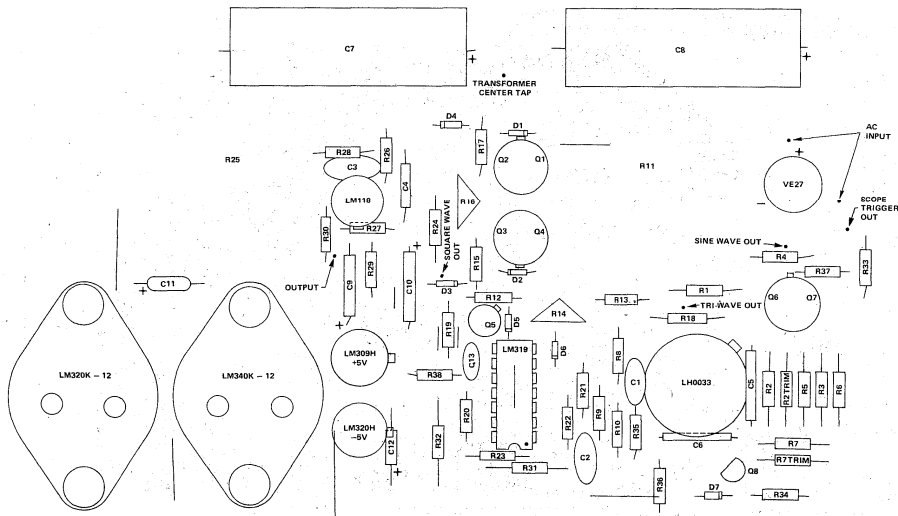 C7
C8
TRANSFORMER
CENTER TAP
D4
D1
AC
INPUT
R28
R26
R17
Q2
Q1
R25
C3
R11
C4
VE27
LM118
R16
SCOPE
TRIGGER
OUT
R27
R24
SQUARE WAVE
OUT
R30
Q3
Q4
SINE WAVE OUT
R4
R29
R15
R33
C11
OUTPUT
C9
C10
D3
D2
R37
R1
R12
R13
Q6
Q7
TRI-WAVE OUT
R14
R18
Q5
D5
R19
LM309H
+5V
LM319
D6
R8
LM320K – 12
LM340K – 12
C13
R38
C1
LH0033
C5
R2
R2TRIM
R5
R3
R6
R21
R9
R20
R22
R10
R35
LM320H
–5V
C12
R32
C6
R7
R23
C2
R7TRIM
R31
Q8
R36
D7
R34